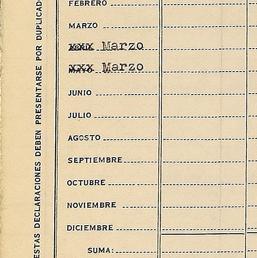 FEBRERO
MARZO
xxx Marzo
xxx Marzo
JUNIO
JULIO
AGOSTO
SEPTIEMBRE
OCTUBRE
NOVIEMBRE
DICIEMBRE
SUMA:
ESTAS DECLARACIONES DEBEN PRESENTARSE POR DUPLICADO